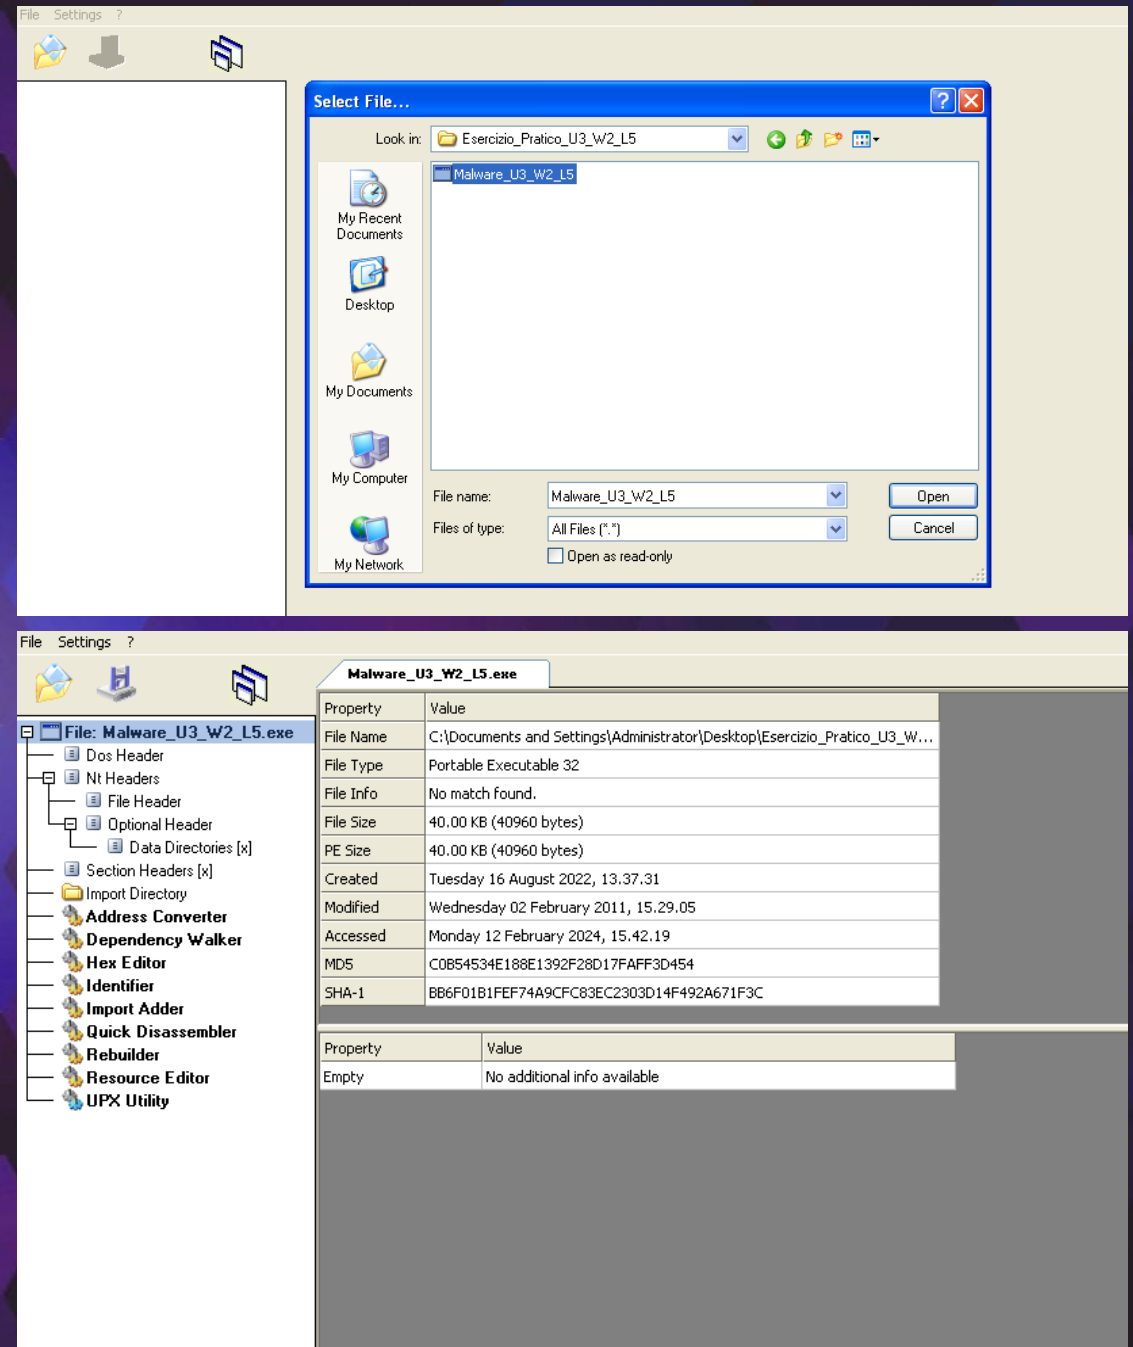 File Settings ?
Select File...
Look in: Esercizio_Pratico_U3_W2_L5
Malware_U3_W2_L5
My Recent
Documents
Desktop
My Documents
My Computer
My Network
File name: Malware_U3_W2_L5 Open
Files of type: All Files (*.*) Cancel
Open as read-only
File Settings ?
Malware_U3_W2_L5.exe
File: Malware_U3_W2_L5.exe
Dos Header
Nt Headers
File Header
Optional Header
Data Directories [x]
Section Headers [x]
Import Directory
Address Converter
Dependency Walker
Hex Editor
Identifier
Import Adder
Quick Disassembler
Rebuilder
Resource Editor
UPX Utility
Property Value
File Name C:\Documents and Settings\Administrator\Desktop\Esercizio_Pratico_U3_W...
File Type Portable Executable 32
File Info No match found.
File Size 40.00 KB (40960 bytes)
PE Size 40.00 KB (40960 bytes)
Created Tuesday 16 August 2022, 13.37.31
Modified Wednesday 02 February 2011, 15.29.05
Accessed Monday 12 February 2024, 15.42.19
MD5 C0B54534E188E1392F28D17FAFF3D454
SHA-1 BB6F01B1FEF74A9CFC83EC2303D14F492A671F3C
Property Value
Empty No additional info available